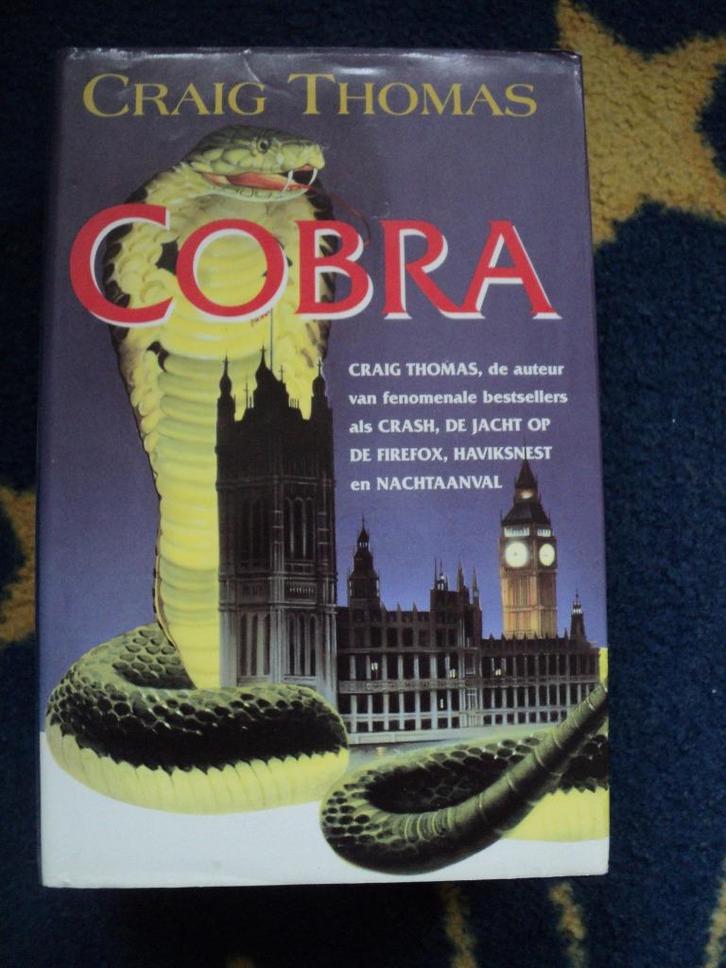 CRAIG THOMAS
COBRA
CRAIG THOMAS, de auteur
van fenomenale bestsellers
als CRASH, DE JACHT OP
DE FIREFOX, HAVIKSNEST
en NACHTAANVAL